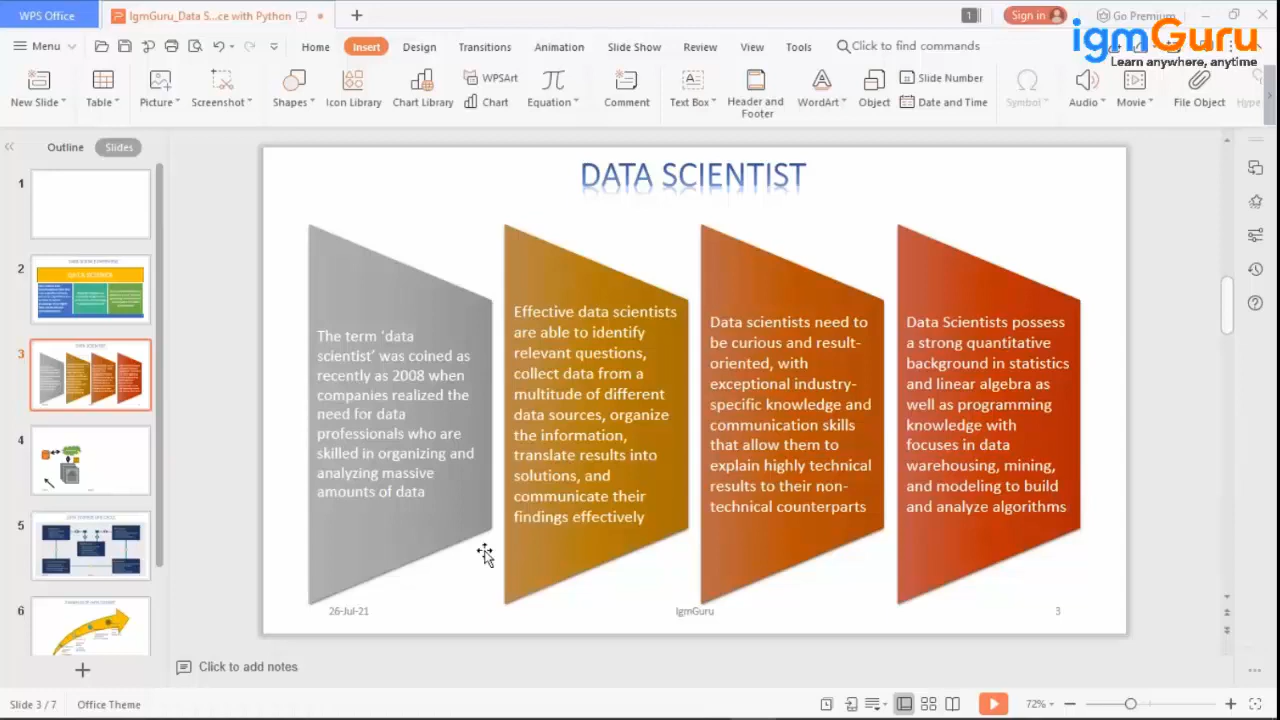 WPS Office
IgmGuru_Data S...ce with Python
1
Sign in
Go Premium
igmGuru
Learn anywhere, anytime
Menu
Home
Insert
Design
Transitions
Animation
Slide Show
Review
View
Tools
Click to find commands
New Slide
Table
Picture
Screenshot
Shapes
Icon Library
Chart Library
WPSArt
Chart
Equation
Comment
Text Box
Header and
Footer
WordArt
Object
Slide Number
Date and Time
Symbol
Audio
Movie
File Object
Hype
Outline
Slides
1
2
3
4
5
6
DATA SCIENTIST
The term 'data
scientist' was coined as
recently as 2008 when
companies realized the
need for data
professionals who are
skilled in organizing and
analyzing massive
amounts of data
Effective data scientists
are able to identify
relevant questions,
collect data from a
multitude of different
data sources, organize
the information,
translate results into
solutions, and
communicate their
findings effectively
Data scientists need to
be curious and result-
oriented, with
exceptional industry-
specific knowledge and
communication skills
that allow them to
explain highly technical
results to their non-
technical counterparts
Data Scientists possess
a strong quantitative
background in statistics
and linear algebra as
well as programming
knowledge with
focuses in data
warehousing, mining,
and modeling to build
and analyze algorithms
26-Jul-21
IgmGuru
3
Click to add notes
Slide 3 / 7
Office Theme
72%